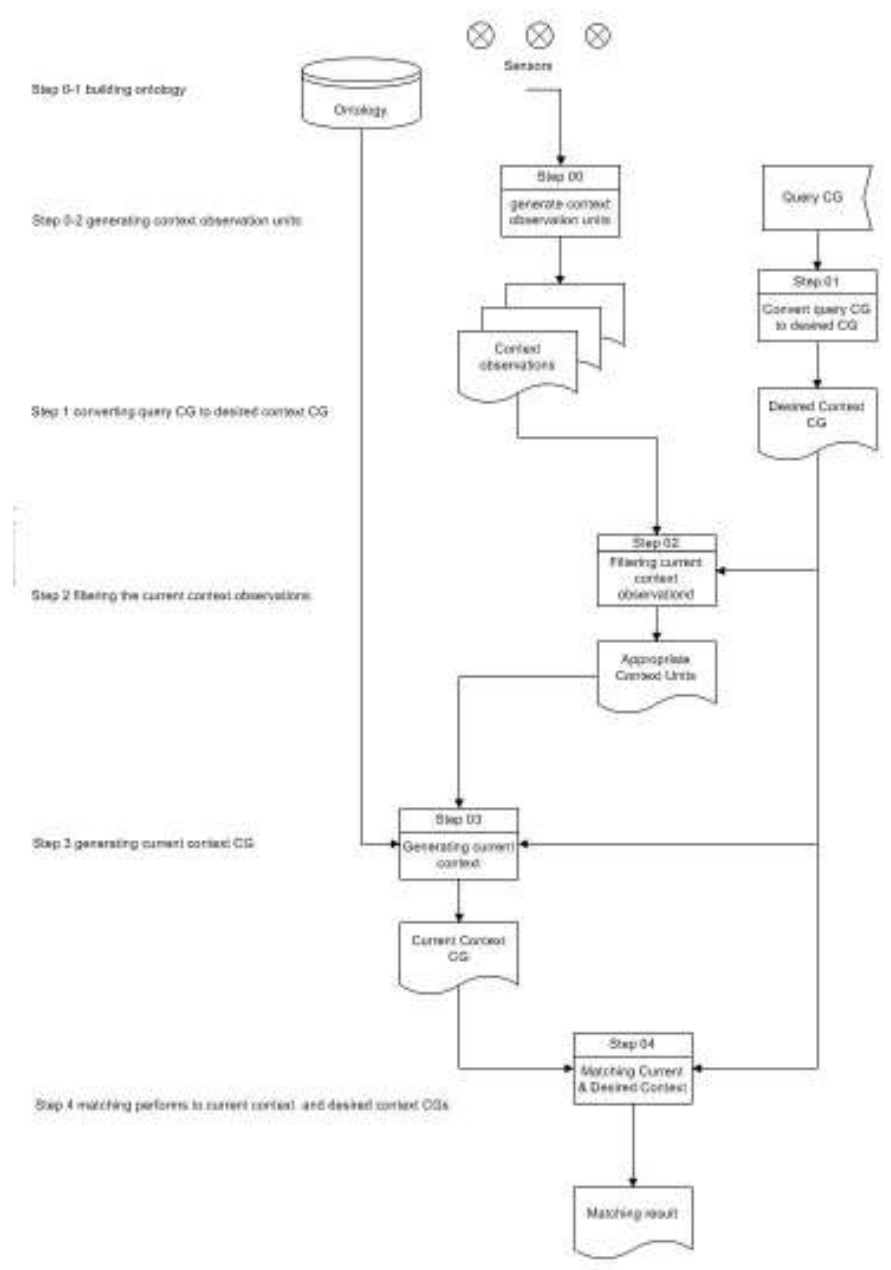 Sensors
Step 0-1 building ontology
Ontology
Step 00
generate context
observation units
Query CG
Step 0-2 generating context observation units
Step 01
Convert query CG
to desired CG
Context
observations
Step 1 converting query CG to desired context CG
Desired Context
CG
Step 02
Filtering current
context
observationd
Step 2 filtering the current context observations
Appropriate
Context Units
Step 03
Generating current
context
Step 3 generating current context CG
Current Context
CG
Step 04
Matching Current
& Desired Context
Step 4 matching performs to current context and desired context CGs
Matching result